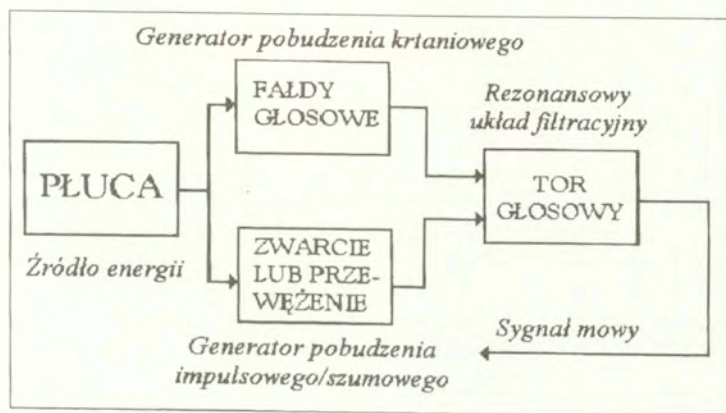 Generator pobudzenia krtaniowego
FAŁDY
GŁOSOWE
Rezonansowy
układ filtracyjny
PŁUCA
TOR
GŁOSOWY
Źródło energii
ZWARCIE
LUB PRZE-
WĘŻENIE
Sygnał mowy
Generator pobudzenia
impulsowego/szumowego